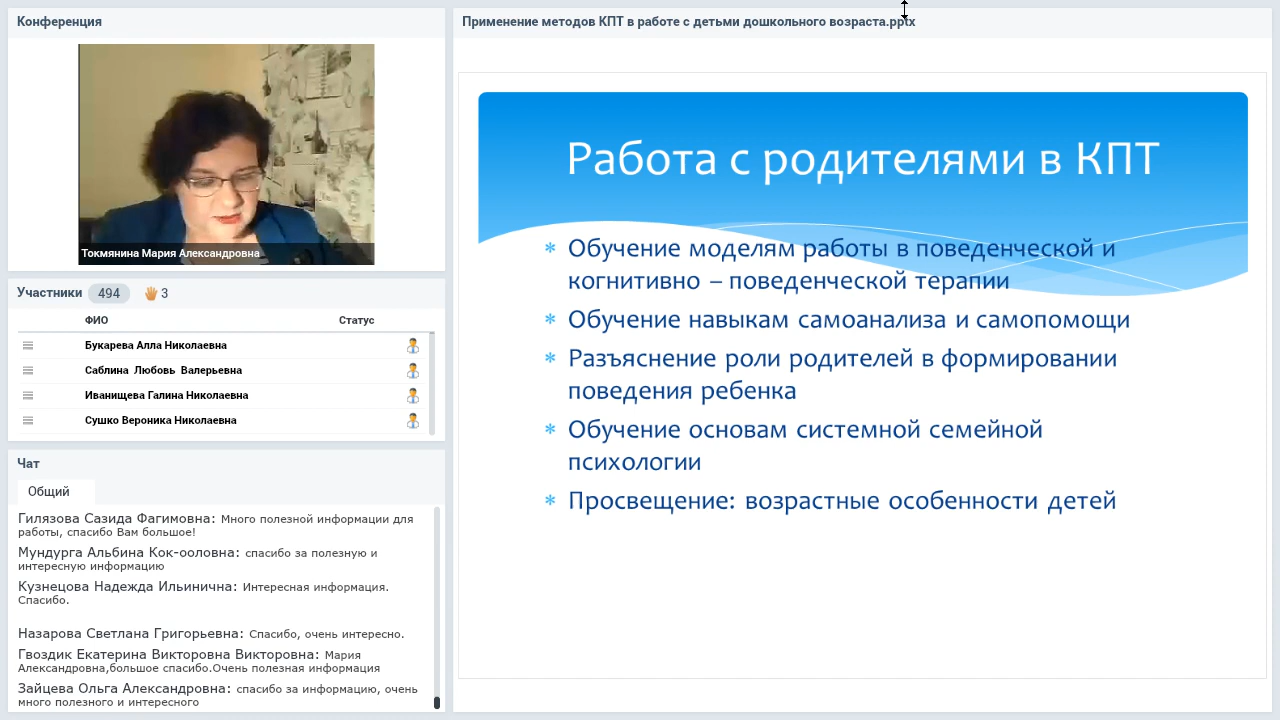 Конференция
Токмянина Мария Александровна
Участники 494 3
ФИО Статус
Букарева Алла Николаевна
Саблина Любовь Валерьевна
Иванищева Галина Николаевна
Сушко Вероника Николаевна
Чат
Общий
Гилязова Сазида Фагимовна: Много полезной информации для
работы, спасибо Вам большое!
Мундурга Альбина Кок-ооловна: спасибо за полезную и
интересную информацию
Кузнецова Надежда Ильинична: Интересная информация.
Спасибо.
Назарова Светлана Григорьевна: Спасибо, очень интересно.
Гвоздик Екатерина Викторовна Викторовна: Мария
Александровна,большое спасибо.Очень полезная информация
Зайцева Ольга Александровна: спасибо за информацию, очень
много полезного и интересного
Применение методов КПТ в работе с детьми дошкольного возраста.pptx
Работа с родителями в КПТ
* Обучение моделям работы в поведенческой и
когнитивно – поведенческой терапии
* Обучение навыкам самоанализа и самопомощи
* Разъяснение роли родителей в формировании
поведения ребенка
* Обучение основам системной семейной
психологии
* Просвещение: возрастные особенности детей